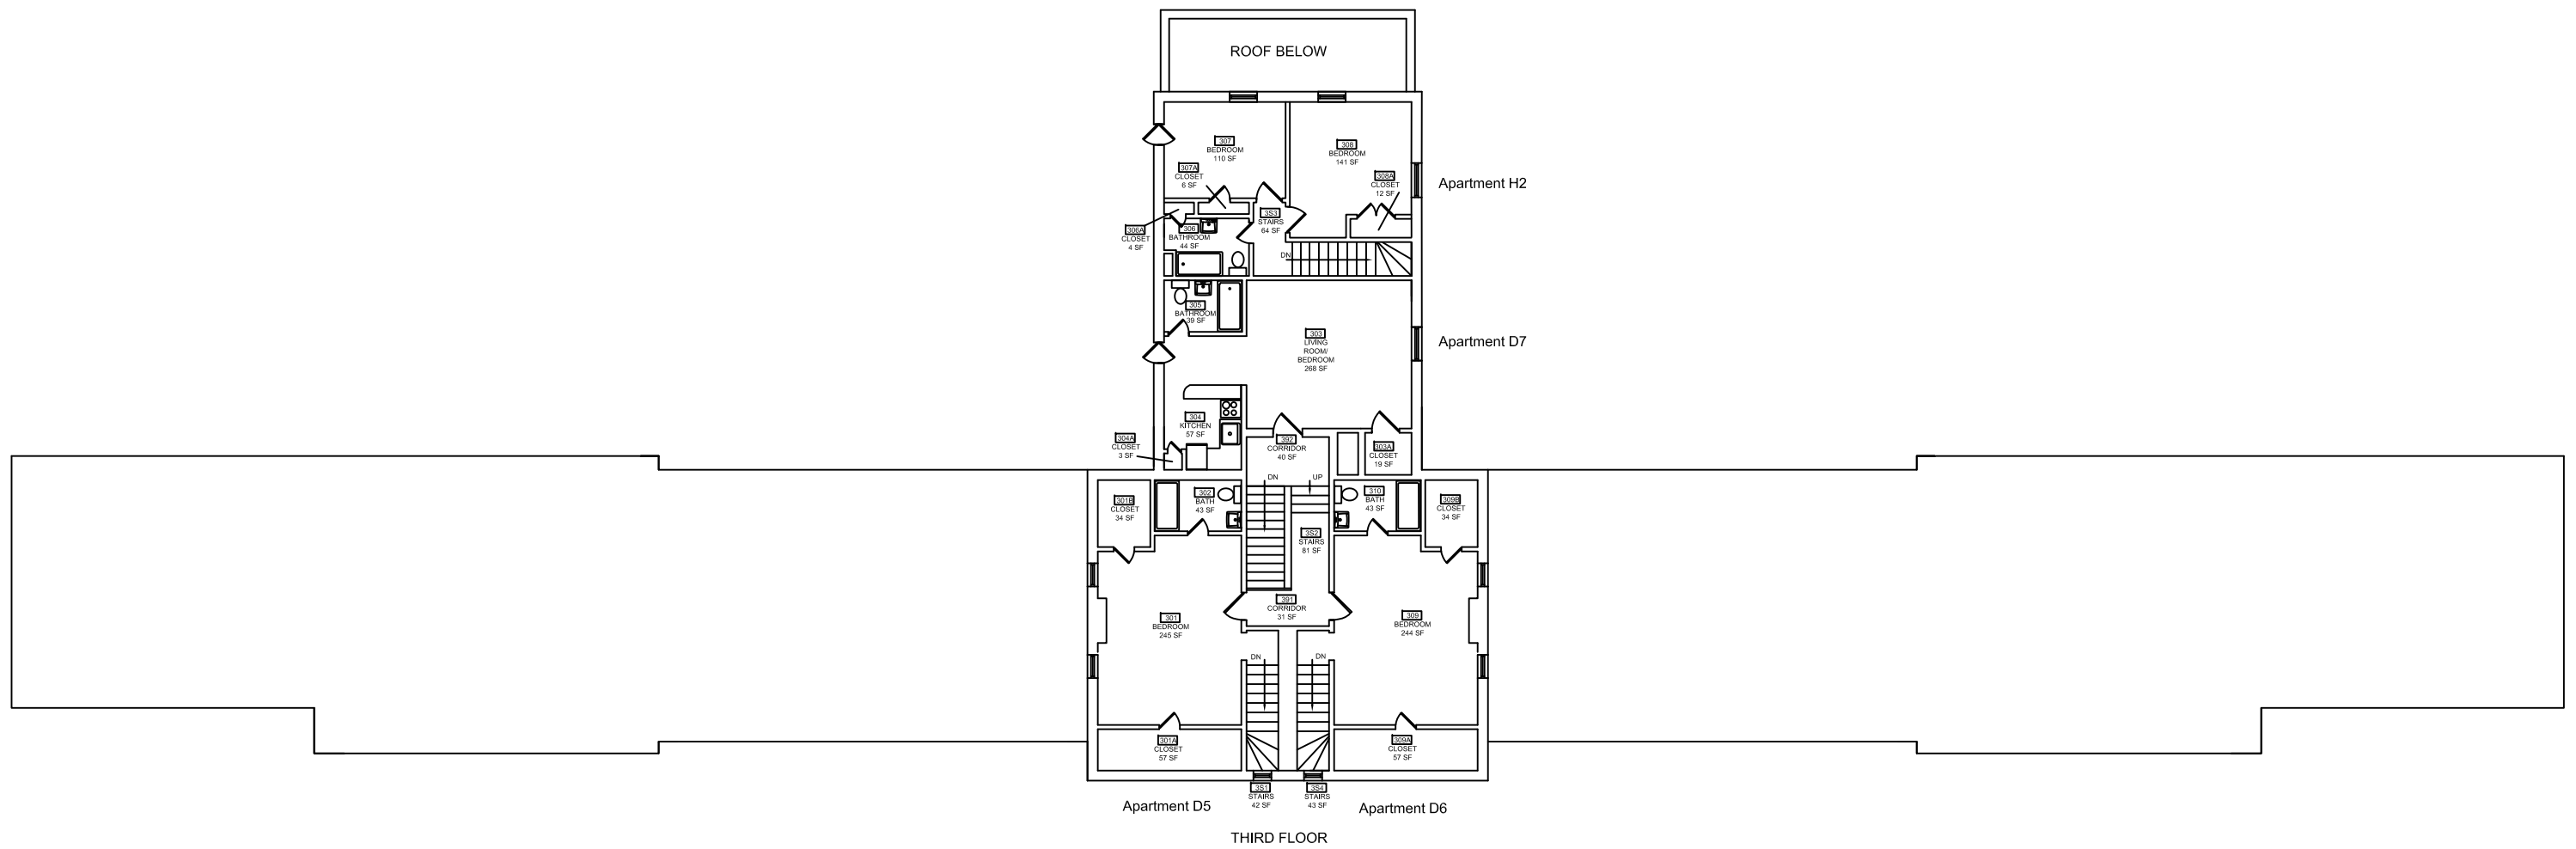 ROOF BELOW
307
BEDROOM
110 SF
308
BEDROOM
141 SF
307A
CLOSET
6 SF
308A
CLOSET
12 SF
Apartment H2
3S3
STAIRS
64 SF
306A
CLOSET
4 SF
306
BATHROOM
44 SF
DN
305
BATHROOM
39 SF
303
LIVING
ROOM/
BEDROOM
268 SF
Apartment D7
304
KITCHEN
57 SF
304A
CLOSET
3 SF
392
CORRIDOR
40 SF
303A
CLOSET
19 SF
DN
UP
301B
CLOSET
34 SF
302
BATH
43 SF
310
BATH
43 SF
309B
CLOSET
34 SF
3S2
STAIRS
81 SF
391
CORRIDOR
31 SF
301
BEDROOM
245 SF
309
BEDROOM
244 SF
DN
DN
301A
CLOSET
57 SF
309A
CLOSET
57 SF
3S1
STAIRS
42 SF
3S4
STAIRS
43 SF
Apartment D5
Apartment D6
THIRD FLOOR